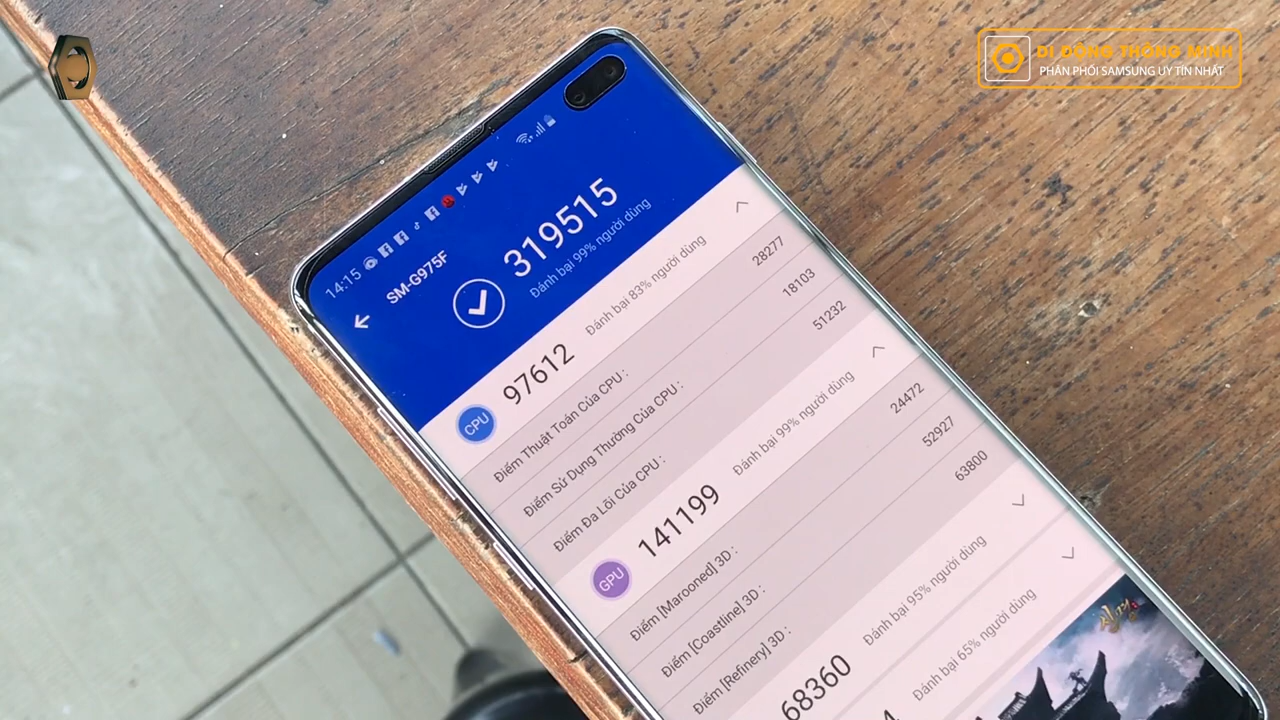 DI ĐỘNG THÔNG MINH
PHÂN PHỐI SAMSUNG UY TÍN NHẤT
14:15
SM-G975F
319515
Đánh bại 99% người dùng
CPU 97612 Đánh bại 83% người dùng
Điểm Thuật Toán Của CPU : 28277
Điểm Sử Dụng Thường Của CPU : 18103
Điểm Đa Lõi Của CPU : 51232
GPU 141199 Đánh bại 99% người dùng
Điểm [Marooned] 3D : 24472
Điểm [Coastline] 3D : 52927
Điểm [Refinery] 3D : 63800
68360 Đánh bại 95% người dùng
Đánh bại 65% người dùng